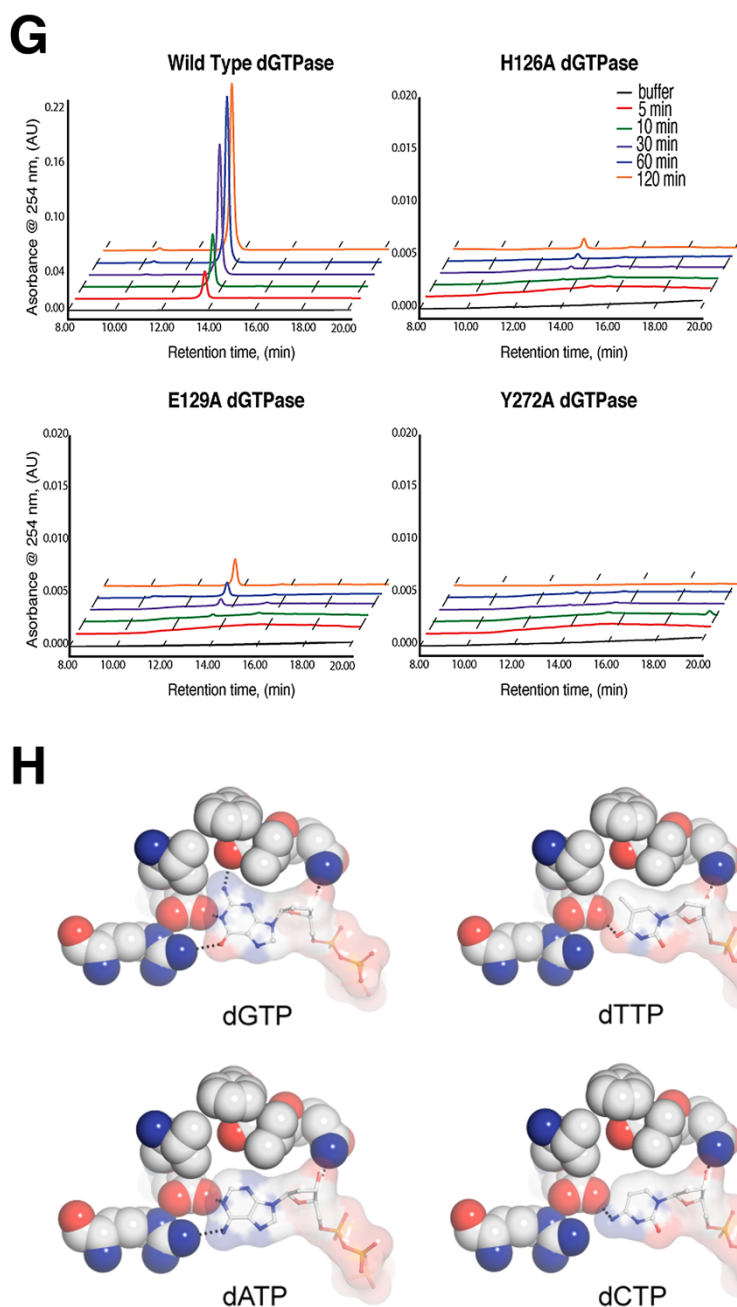 G
Wild Type dGTPase
Asorbance @ 254 nm, (AU)
0.22
0.16
0.10
0.04
0.00
8.00 10.00 12.00 14.00 16.00 18.00 20.00
Retention time, (min)
H126A dGTPase
0.020
0.015
0.010
0.005
0.000
buffer
5 min
10 min
30 min
60 min
120 min
8.00 10.00 12.00 14.00 16.00 18.00 20.00
Retention time, (min)
E129A dGTPase
Asorbance @ 254 nm, (AU)
0.020
0.015
0.010
0.005
0.000
8.00 10.00 12.00 14.00 16.00 18.00 20.00
Retention time, (min)
Y272A dGTPase
0.020
0.015
0.010
0.005
0.000
8.00 10.00 12.00 14.00 16.00 18.00 20.00
Retention time, (min)
H
dGTP
dTTP
dATP
dCTP